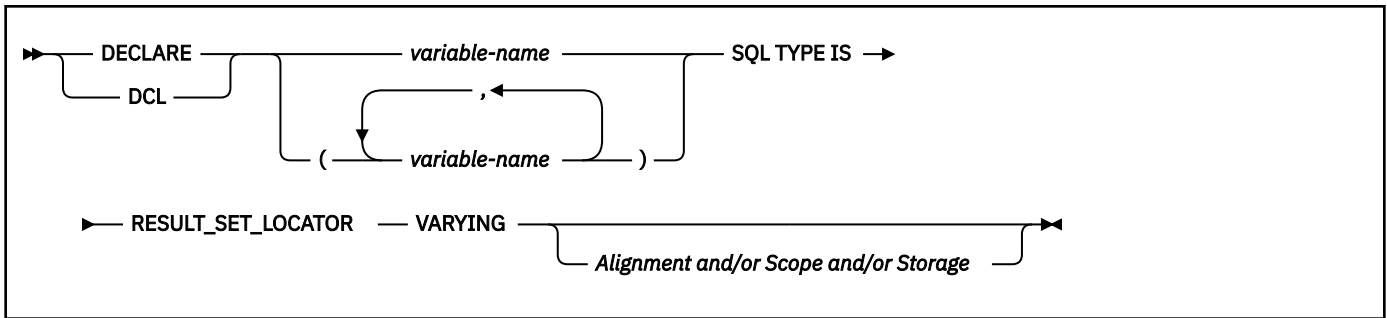 DECLARE variable-name SQL TYPE IS
DCL
,
( variable-name )
RESULT_SET_LOCATOR VARYING
Alignment and/or Scope and/or Storage